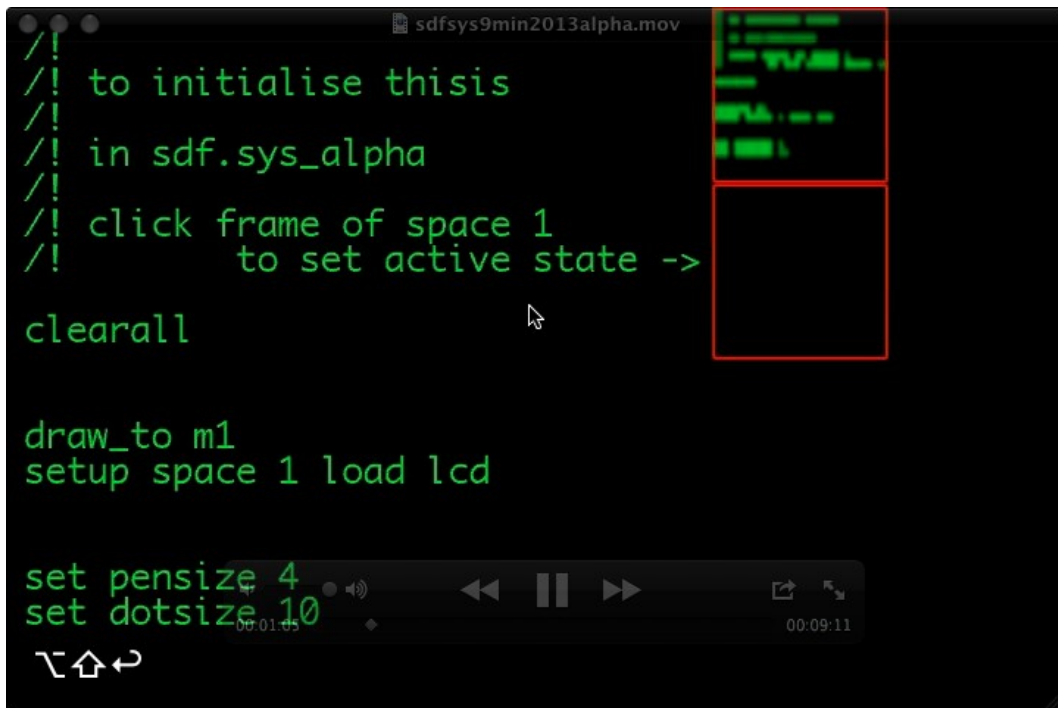 sdfsys9min2013alpha.mov
/!
/! to initialise thisis
/!
/! in sdf.sys_alpha
/!
/! click frame of space 1
/!         to set active state ->
clearall
draw_to m1
setup space 1 load lcd
set pensize 4
set dotsize 10
00:01:05
00:09:11
⌥⇧↩